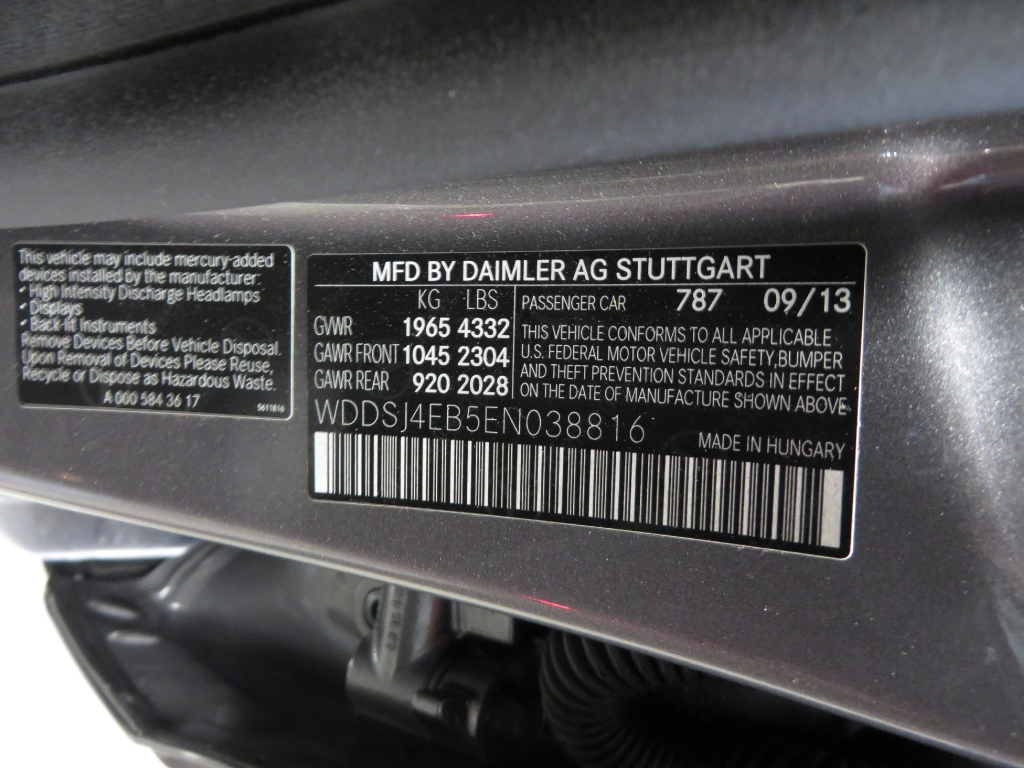 This vehicle may include mercury-added
devices installed by the manufacturer:
✓ High Intensity Discharge Headlamps
✓ Displays
✓ Back-lit Instruments
Remove Devices Before Vehicle Disposal.
Upon Removal of Devices Please Reuse,
Recycle or Dispose as Hazardous Waste.
A 000 584 36 17
S611816
MFD BY DAIMLER AG STUTTGART
KG LBS
GVWR 1965 4332
GAWR FRONT 1045 2304
GAWR REAR 920 2028
PASSENGER CAR 787 09/13
THIS VEHICLE CONFORMS TO ALL APPLICABLE
U.S. FEDERAL MOTOR VEHICLE SAFETY, BUMPER
AND THEFT PREVENTION STANDARDS IN EFFECT
ON THE DATE OF MANUFACTURE SHOWN ABOVE
WDDSJ4EB5EN038816
MADE IN HUNGARY